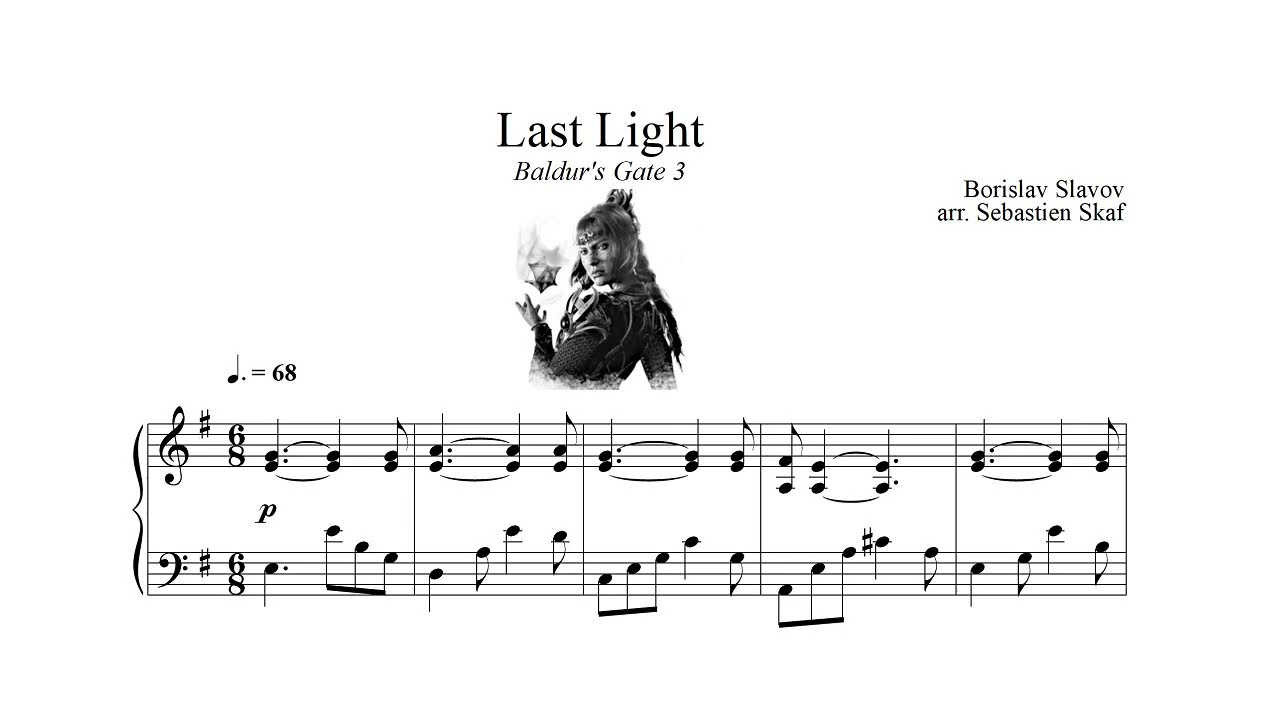 Last Light
Baldur's Gate 3
Borislav Slavov
arr. Sebastien Skaf
♩. = 68
6
8
p
6
8